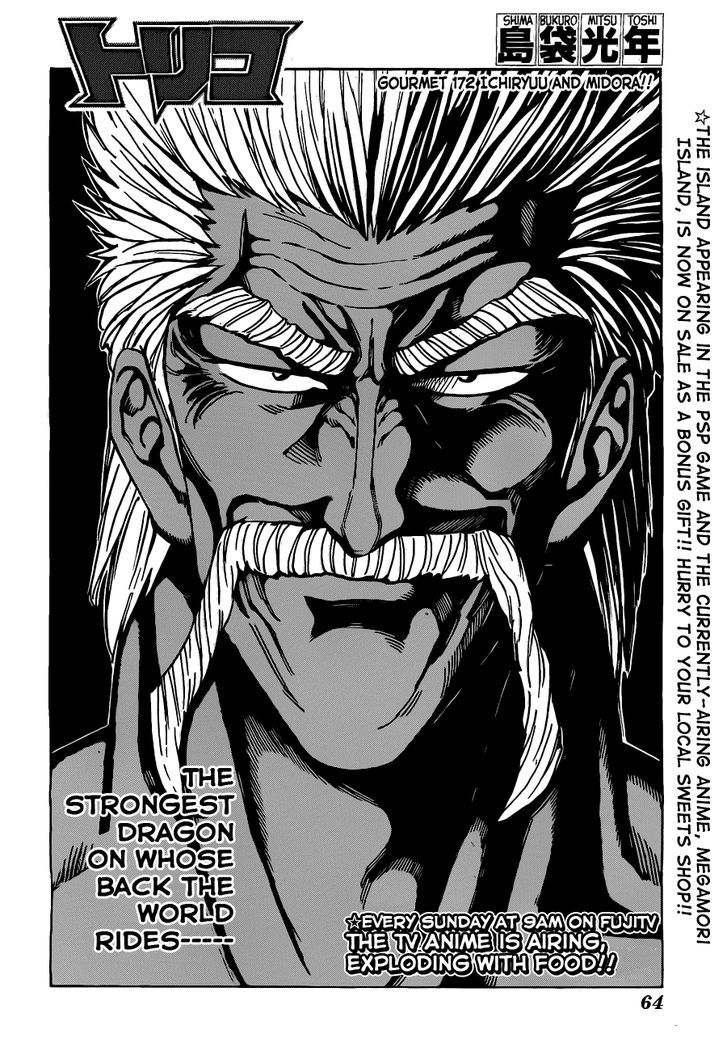 トリコ
SHIMA BUKURO MITSU TOSHI
島袋光年
GOURMET 172 ICHIRYUU AND MIDORA!!
☆THE ISLAND APPEARING IN THE PSP GAME AND THE CURRENTLY-AIRING ANIME, MEGAMORI
ISLAND, IS NOW ON SALE AS A BONUS GIFT!! HURRY TO YOUR LOCAL SWEETS SHOP!!
THE
STRONGEST
DRAGON
ON WHOSE
BACK THE
WORLD
RIDES-----
☆EVERY SUNDAY AT 9AM ON FUJITV
THE TV ANIME IS AIRING,
EXPLODING WITH FOOD!!
64